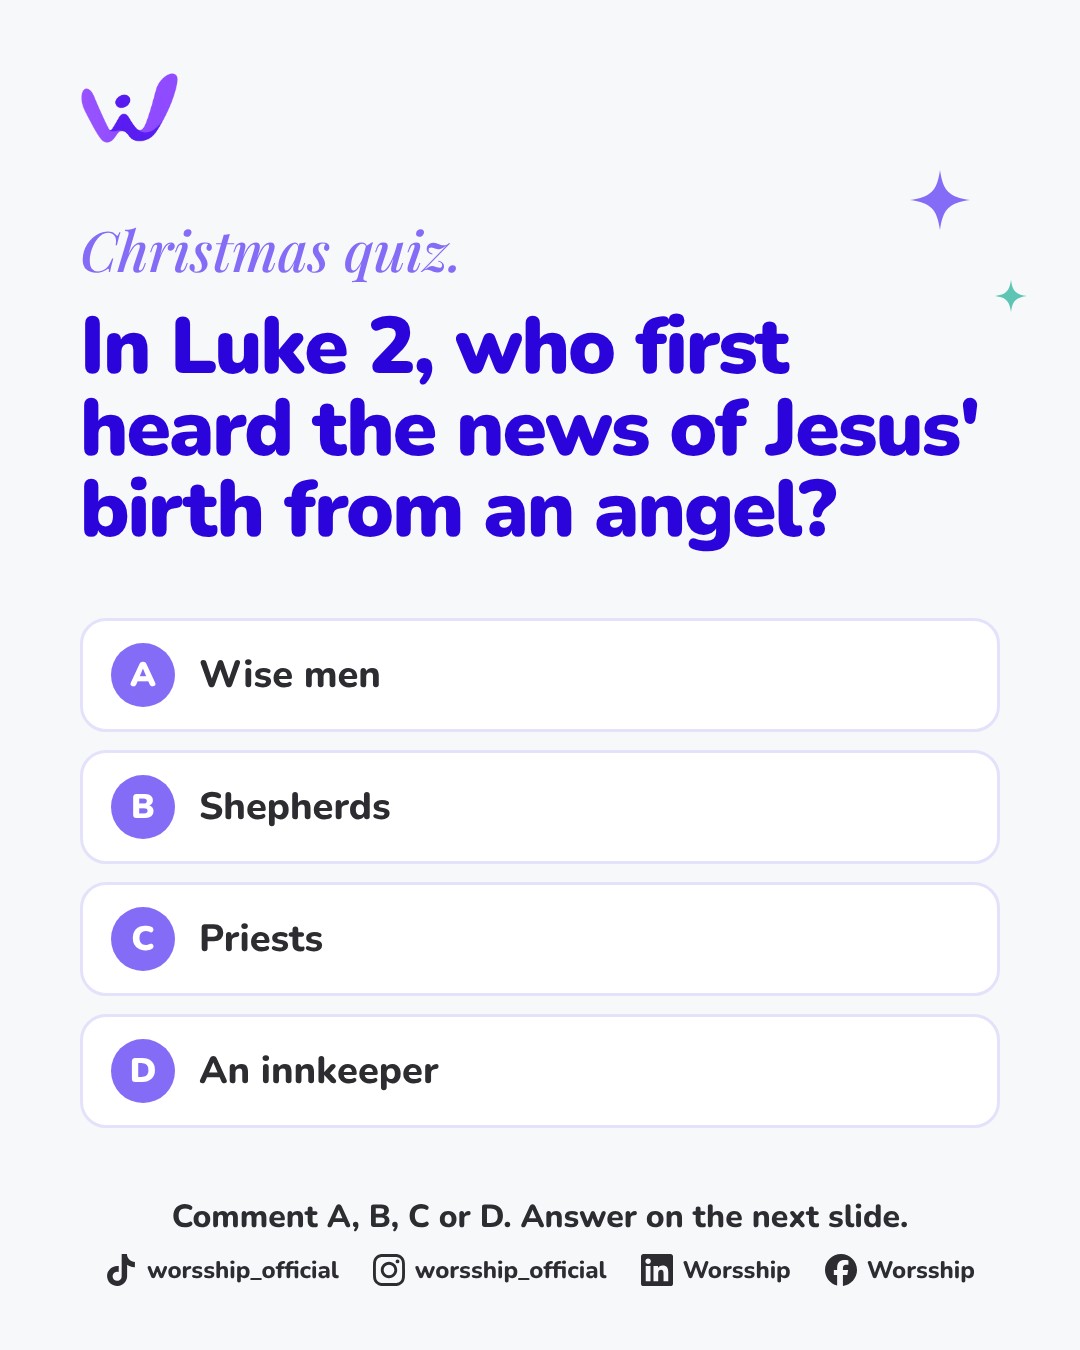 Christmas quiz.
In Luke 2, who first
heard the news of Jesus'
birth from an angel?
A Wise men
B Shepherds
C Priests
D An innkeeper
Comment A, B, C or D. Answer on the next slide.
worsship_official worsship_official Worsship Worsship